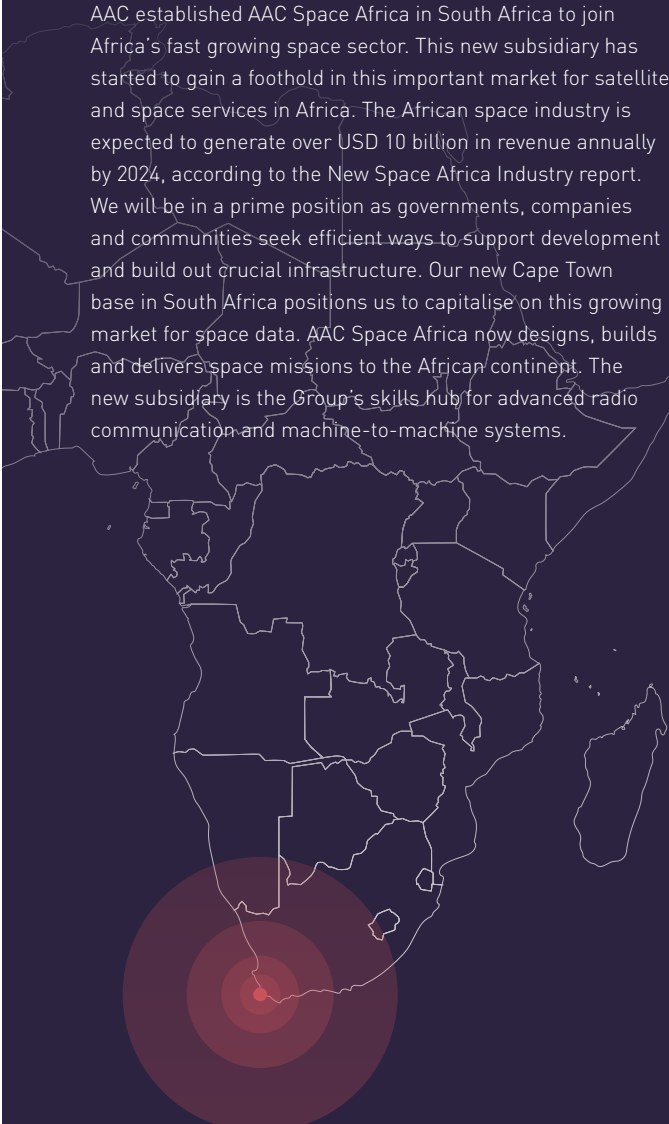 AAC established AAC Space Africa in South Africa to join
Africa's fast growing space sector. This new subsidiary has
started to gain a foothold in this important market for satellite
and space services in Africa. The African space industry is
expected to generate over USD 10 billion in revenue annually
by 2024, according to the New Space Africa Industry report.
We will be in a prime position as governments, companies
and communities seek efficient ways to support development
and build out crucial infrastructure. Our new Cape Town
base in South Africa positions us to capitalise on this growing
market for space data. AAC Space Africa now designs, builds
and delivers space missions to the African continent. The
new subsidiary is the Group's skills hub for advanced radio
communication and machine-to-machine systems.